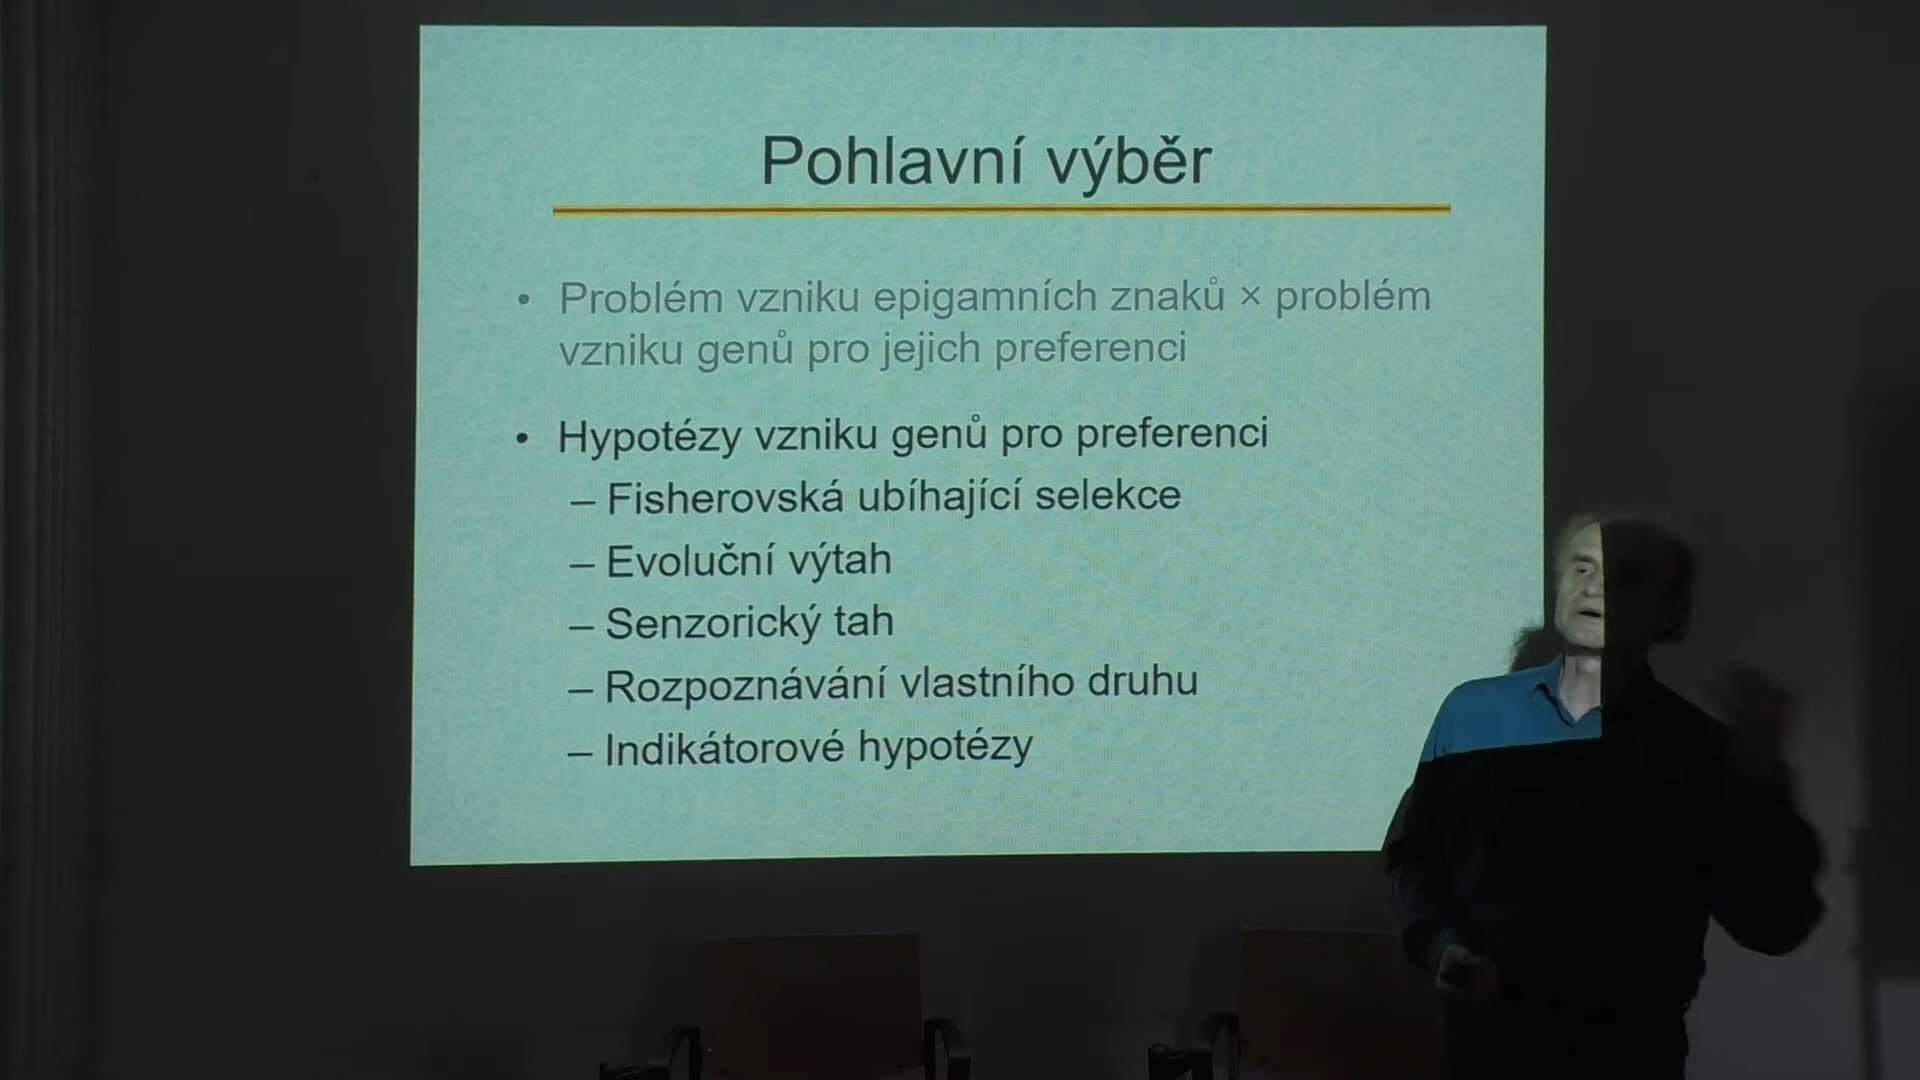 Pohlavní výběr
• Problém vzniku epigamních znaků × problém
vzniku genů pro jejich preferenci
• Hypotézy vzniku genů pro preferenci
– Fisherovská ubíhající selekce
– Evoluční výtah
– Senzorický tah
– Rozpoznávání vlastního druhu
– Indikátorové hypotézy